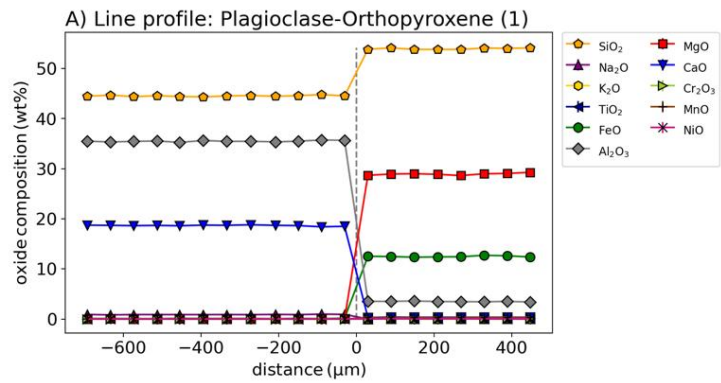 A) Line profile: Plagioclase-Orthopyroxene (1)
oxide composition (wt%)
50
40
30
20
10
0
−600 −400 −200 0 200 400
distance (μm)
SiO₂ MgO
Na₂O CaO
K₂O Cr₂O₃
TiO₂ MnO
FeO NiO
Al₂O₃